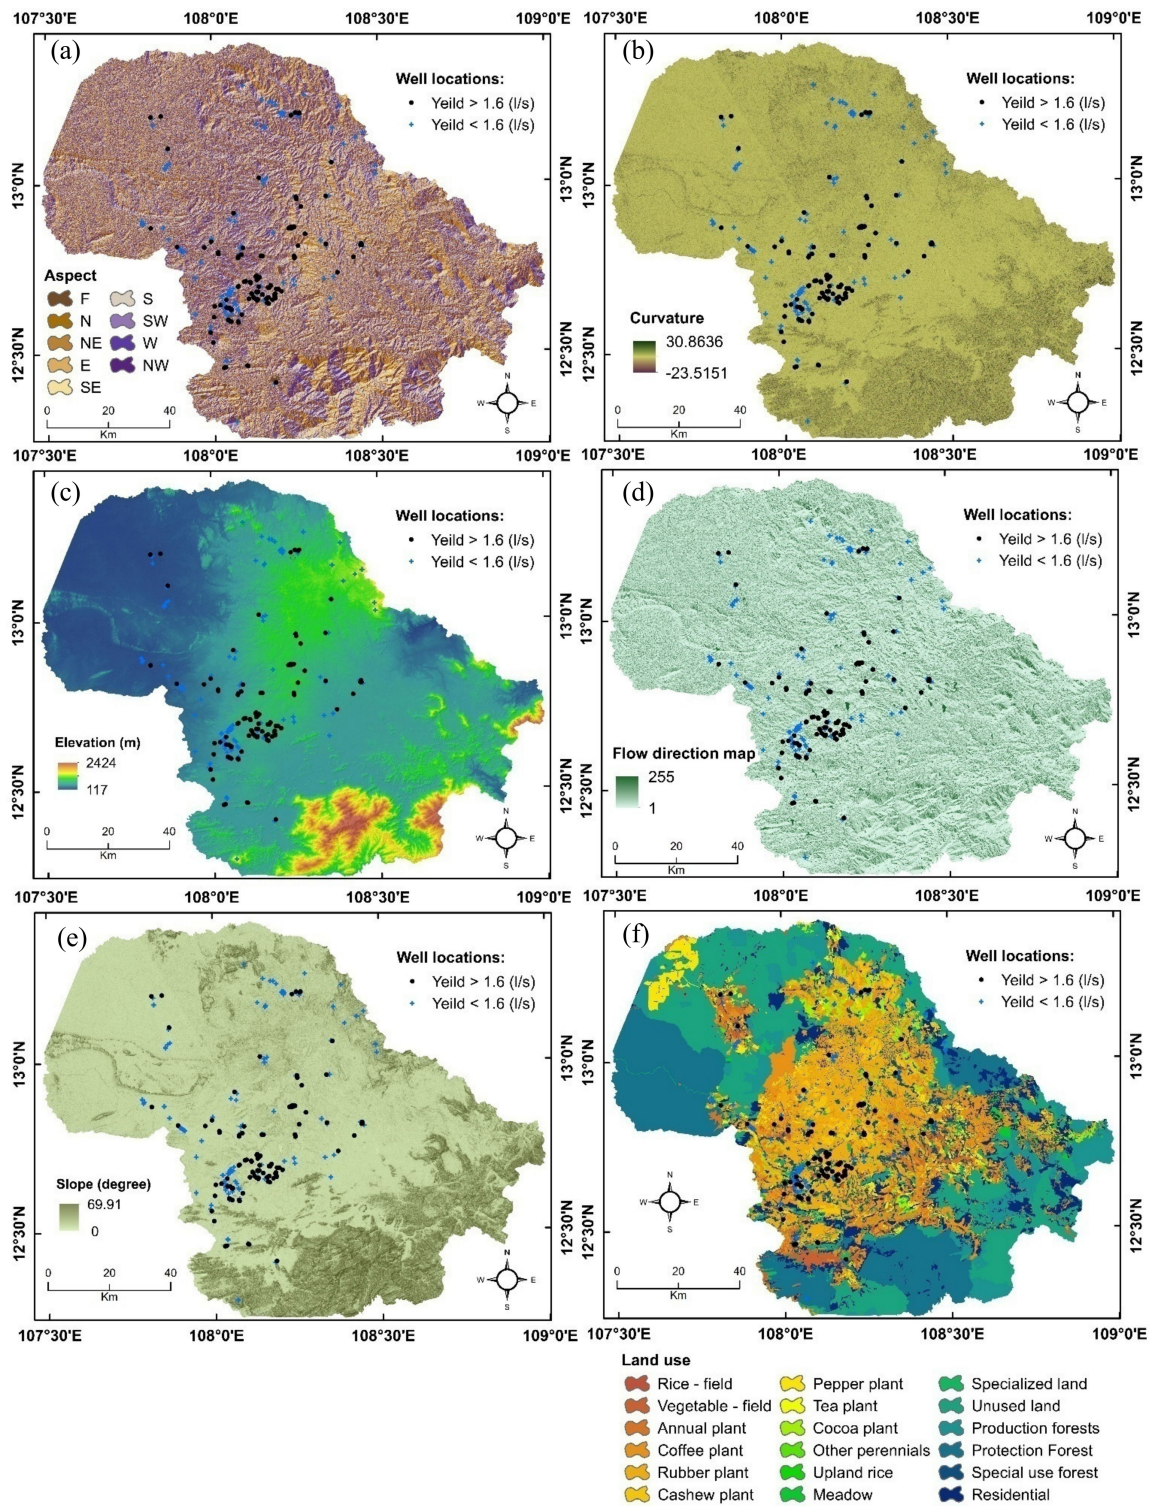 107°30'E 108°0'E 108°30'E 109°0'E
107°30'E 108°0'E 108°30'E 109°0'E
(a)
Well locations:
Yeild > 1.6 (l/s)
Yeild < 1.6 (l/s)
13°0'N
12°30'N
Aspect
F S
N SW
NE W
E NW
SE
0 20 40
Km
N
W E
S
(b)
Well locations:
Yeild > 1.6 (l/s)
Yeild < 1.6 (l/s)
13°0'N
13°0'N
12°30'N
12°30'N
Curvature
30.8636
-23.5151
0 20 40
Km
N
W E
S
108°0'E 108°30'E 109°0'E
107°30'E 108°0'E 108°30'E 109°0'E
(c)
Well locations:
Yeild > 1.6 (l/s)
Yeild < 1.6 (l/s)
13°0'N
12°30'N
Elevation (m)
2424
117
0 20 40
Km
N
W E
S
(d)
Well locations:
Yeild > 1.6 (l/s)
Yeild < 1.6 (l/s)
13°0'N
13°0'N
12°30'N
12°30'N
Flow direction map
255
1
0 20 40
Km
N
W E
S
107°30'E 108°0'E 108°30'E 109°0'E
107°30'E 108°0'E 108°30'E 109°0'E
(e)
Well locations:
Yeild > 1.6 (l/s)
Yeild < 1.6 (l/s)
13°0'N
12°30'N
Slope (degree)
69.91
0
0 20 40
Km
N
W E
S
(f)
Well locations:
Yeild > 1.6 (l/s)
Yeild < 1.6 (l/s)
13°0'N
13°0'N
12°30'N
12°30'N
N
W E
S
0 20 40
Km
107°30'E 108°0'E 108°30'E 109°0'E
107°30'E 108°0'E 108°30'E 109°0'E
Land use
Rice - field Pepper plant Specialized land
Vegetable - field Tea plant Unused land
Annual plant Cocoa plant Production forests
Coffee plant Other perennials Protection Forest
Rubber plant Upland rice Special use forest
Cashew plant Meadow Residential